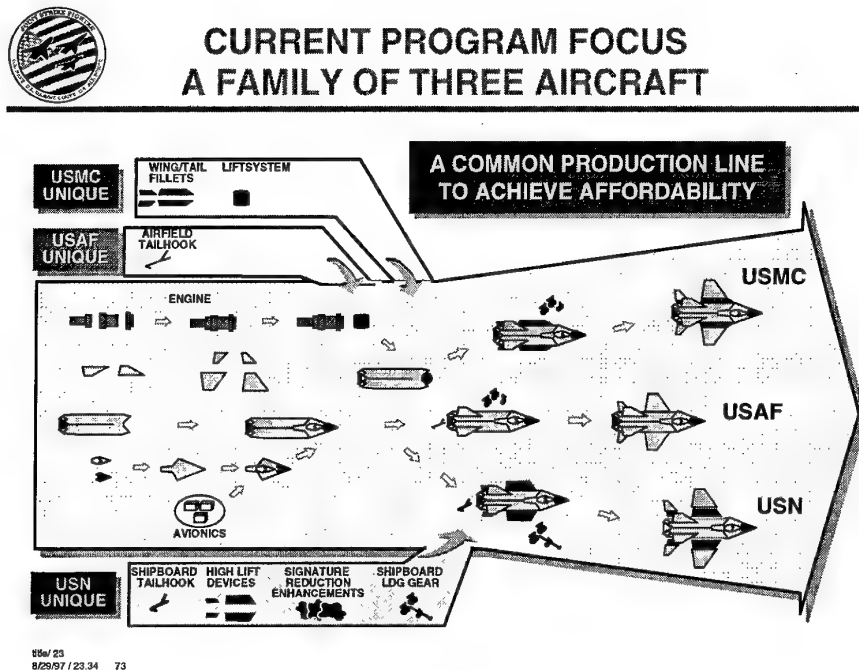 CURRENT PROGRAM FOCUS
A FAMILY OF THREE AIRCRAFT
USMC
UNIQUE
WING/TAIL
FILLETS
LIFTSYSTEM
A COMMON PRODUCTION LINE
TO ACHIEVE AFFORDABILITY
USAF
UNIQUE
AIRFIELD
TAILHOOK
ENGINE
USMC
USAF
USN
AVIONICS
USN
UNIQUE
SHIPBOARD
TAILHOOK
HIGH LIFT
DEVICES
SIGNATURE
REDUCTION
ENHANCEMENTS
SHIPBOARD
LDG GEAR
title/ 23
8/29/97 / 23.34 73